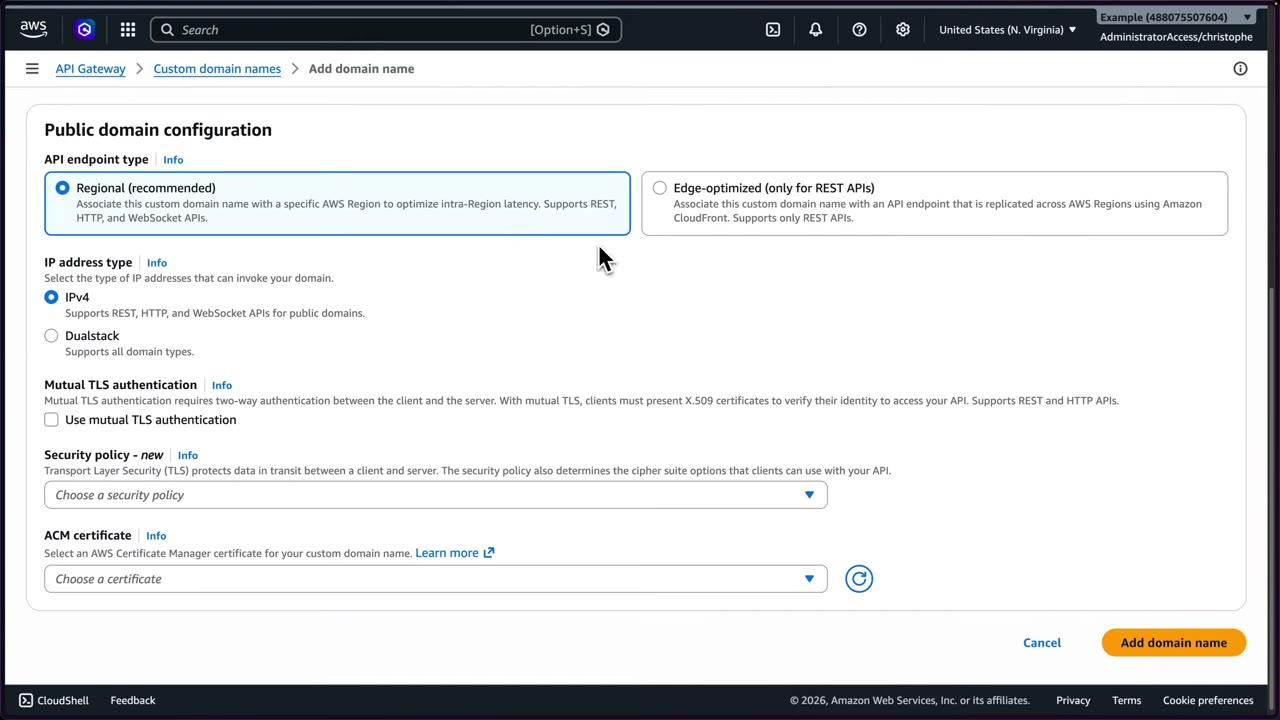 aws
Search [Option+S]
United States (N. Virginia)
Example (488075507604)
AdministratorAccess/christophe
API Gateway Custom domain names Add domain name
Public domain configuration
API endpoint type Info
Regional (recommended)
Associate this custom domain name with a specific AWS Region to optimize intra-Region latency. Supports REST,
HTTP, and WebSocket APIs.
Edge-optimized (only for REST APIs)
Associate this custom domain name with an API endpoint that is replicated across AWS Regions using Amazon
CloudFront. Supports only REST APIs.
IP address type Info
Select the type of IP addresses that can invoke your domain.
IPv4
Supports REST, HTTP, and WebSocket APIs for public domains.
Dualstack
Supports all domain types.
Mutual TLS authentication Info
Mutual TLS authentication requires two-way authentication between the client and the server. With mutual TLS, clients must present X.509 certificates to verify their identity to access your API. Supports REST and HTTP APIs.
Use mutual TLS authentication
Security policy - new Info
Transport Layer Security (TLS) protects data in transit between a client and server. The security policy also determines the cipher suite options that clients can use with your API.
Choose a security policy
ACM certificate Info
Select an AWS Certificate Manager certificate for your custom domain name. Learn more
Choose a certificate
Cancel Add domain name
CloudShell Feedback © 2026, Amazon Web Services, Inc. or its affiliates. Privacy Terms Cookie preferences